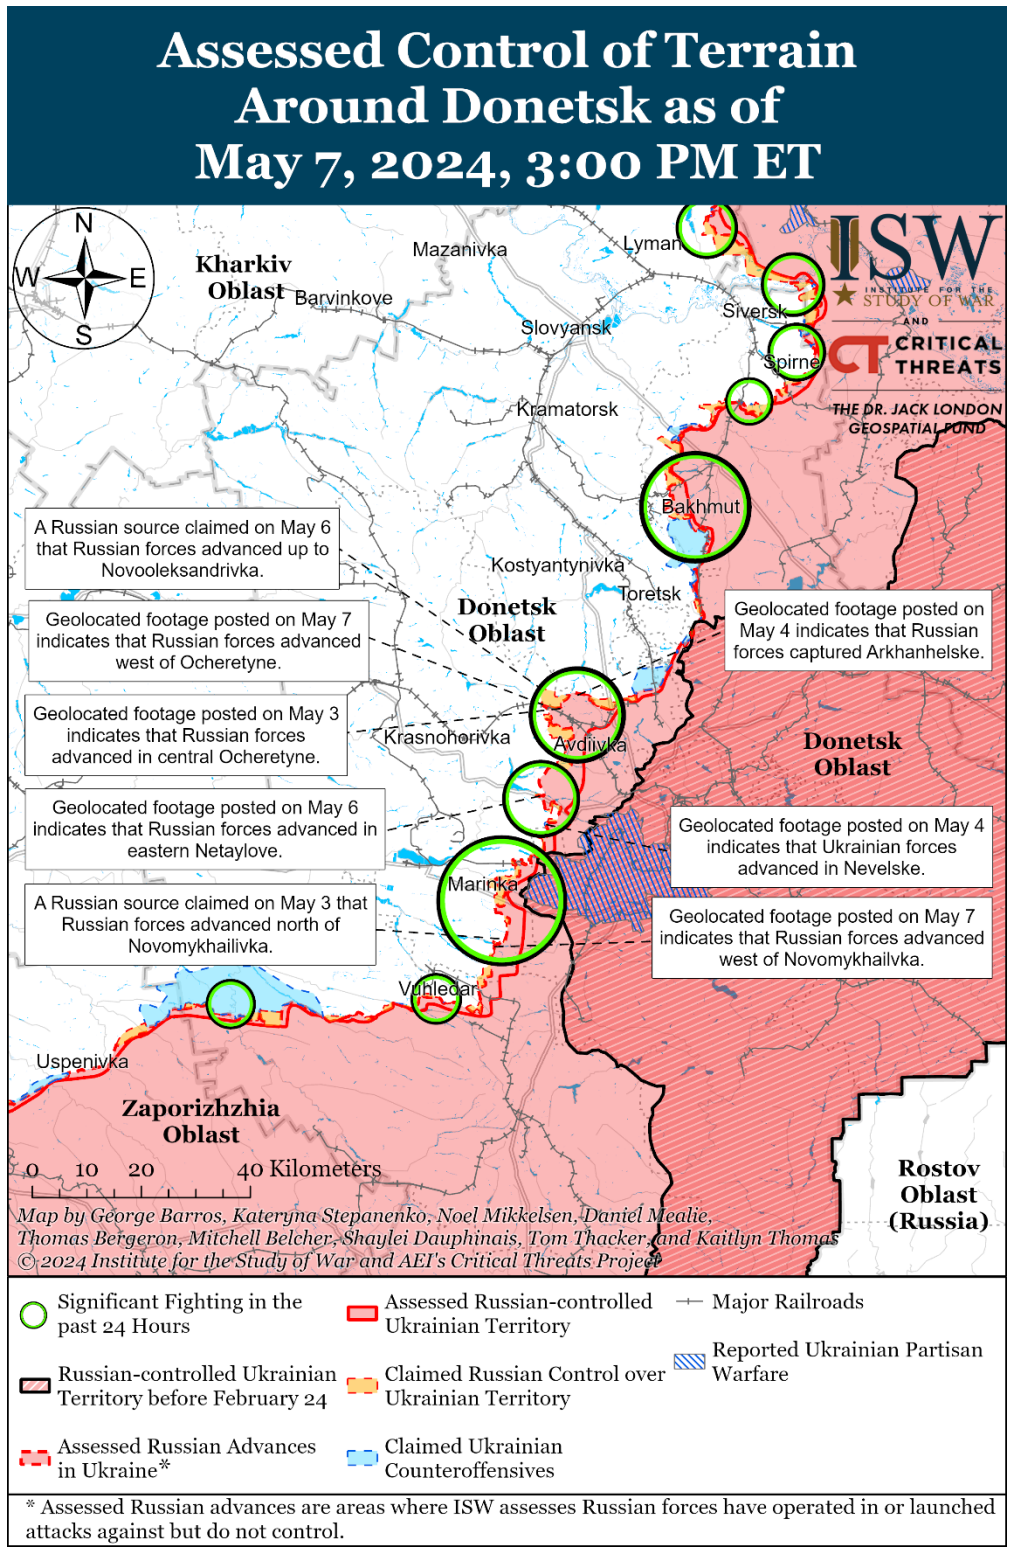 Assessed Control of Terrain
Around Donetsk as of
May 7, 2024, 3:00 PM ET
N
W
E
S
Kharkiv
Oblast
Mazanivka
Lyman
Barvinkove
Slovyansk
Siversk
Spirne
Kramatorsk
ISW
INSTITUTE FOR THE
STUDY OF WAR
AND
CT CRITICAL
THREATS
THE DR. JACK LONDON
GEOSPATIAL FUND
Bakhmut
A Russian source claimed on May 6
that Russian forces advanced up to
Novooleksandrivka.
Kostyantynivka
Toretsk
Donetsk
Oblast
Geolocated footage posted on May 7
indicates that Russian forces advanced
west of Ocheretyne.
Geolocated footage posted on
May 4 indicates that Russian
forces captured Arkhanhelske.
Geolocated footage posted on May 3
indicates that Russian forces
advanced in central Ocheretyne.
Krasnohorivka
Avdiivka
Donetsk
Oblast
Geolocated footage posted on May 6
indicates that Russian forces advanced in
eastern Netaylove.
Geolocated footage posted on May 4
indicates that Ukrainian forces
advanced in Nevelske.
Marinka
A Russian source claimed on May 3 that
Russian forces advanced north of
Novomykhailivka.
Geolocated footage posted on May 7
indicates that Russian forces advanced
west of Novomykhailvka.
Vuhledar
Uspenivka
Zaporizhzhia
Oblast
Rostov
Oblast
(Russia)
0 10 20 40 Kilometers
Map by George Barros, Kateryna Stepanenko, Noel Mikkelsen, Daniel Mealie,
Thomas Bergeron, Mitchell Belcher, Shaylei Dauphinais, Tom Thacker, and Kaitlyn Thomas
© 2024 Institute for the Study of War and AEI's Critical Threats Project
Significant Fighting in the
past 24 Hours
Russian-controlled Ukrainian
Territory before February 24
Assessed Russian Advances
in Ukraine*
Assessed Russian-controlled
Ukrainian Territory
Claimed Russian Control over
Ukrainian Territory
Claimed Ukrainian
Counteroffensives
Major Railroads
Reported Ukrainian Partisan
Warfare
* Assessed Russian advances are areas where ISW assesses Russian forces have operated in or launched
attacks against but do not control.